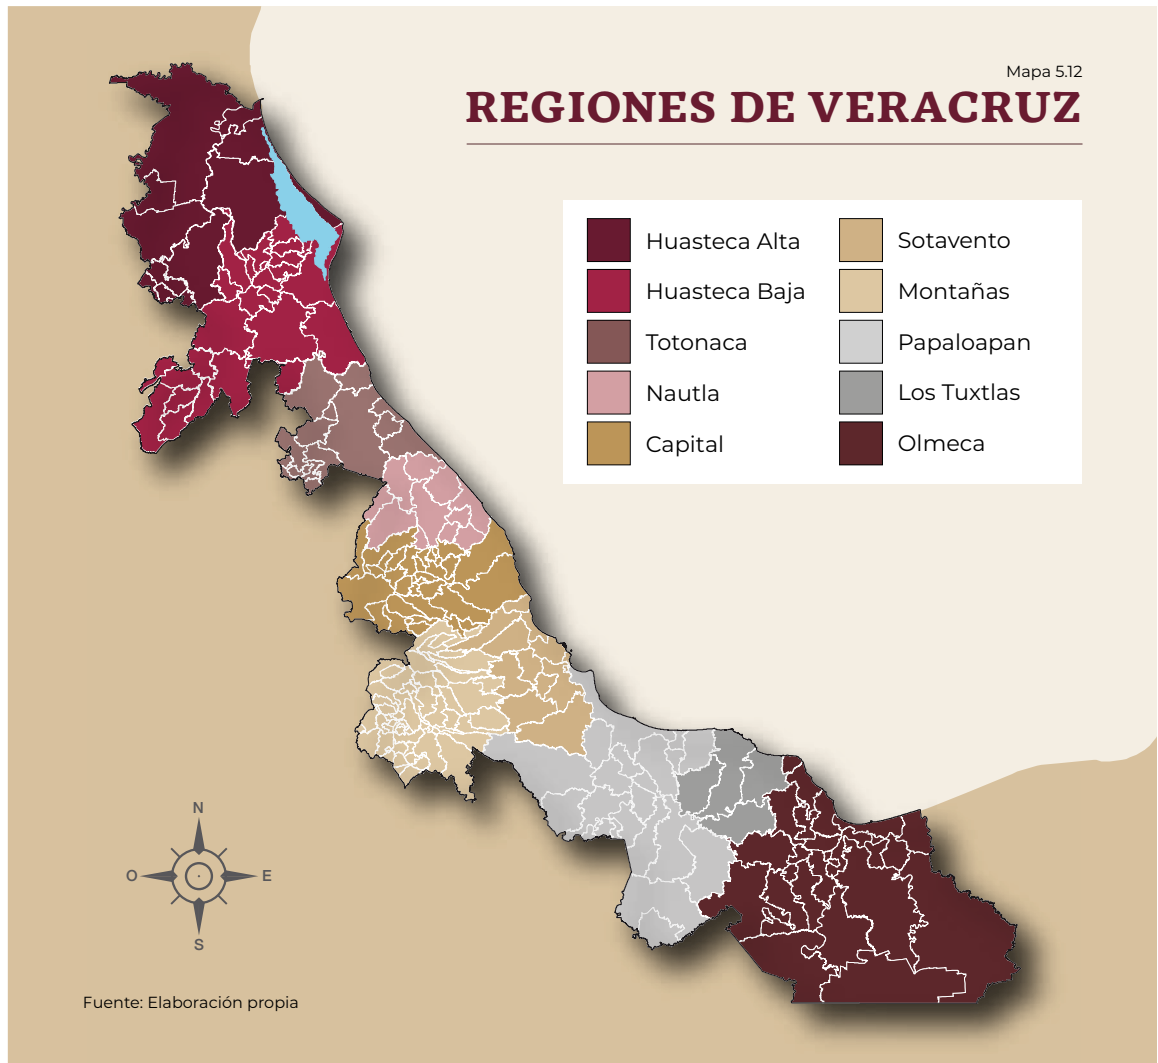 Mapa 5.12
REGIONES DE VERACRUZ
Huasteca Alta
Huasteca Baja
Totonaca
Nautla
Capital
Sotavento
Montañas
Papaloapan
Los Tuxtlas
Olmeca
N
O
E
S
Fuente: Elaboración propia